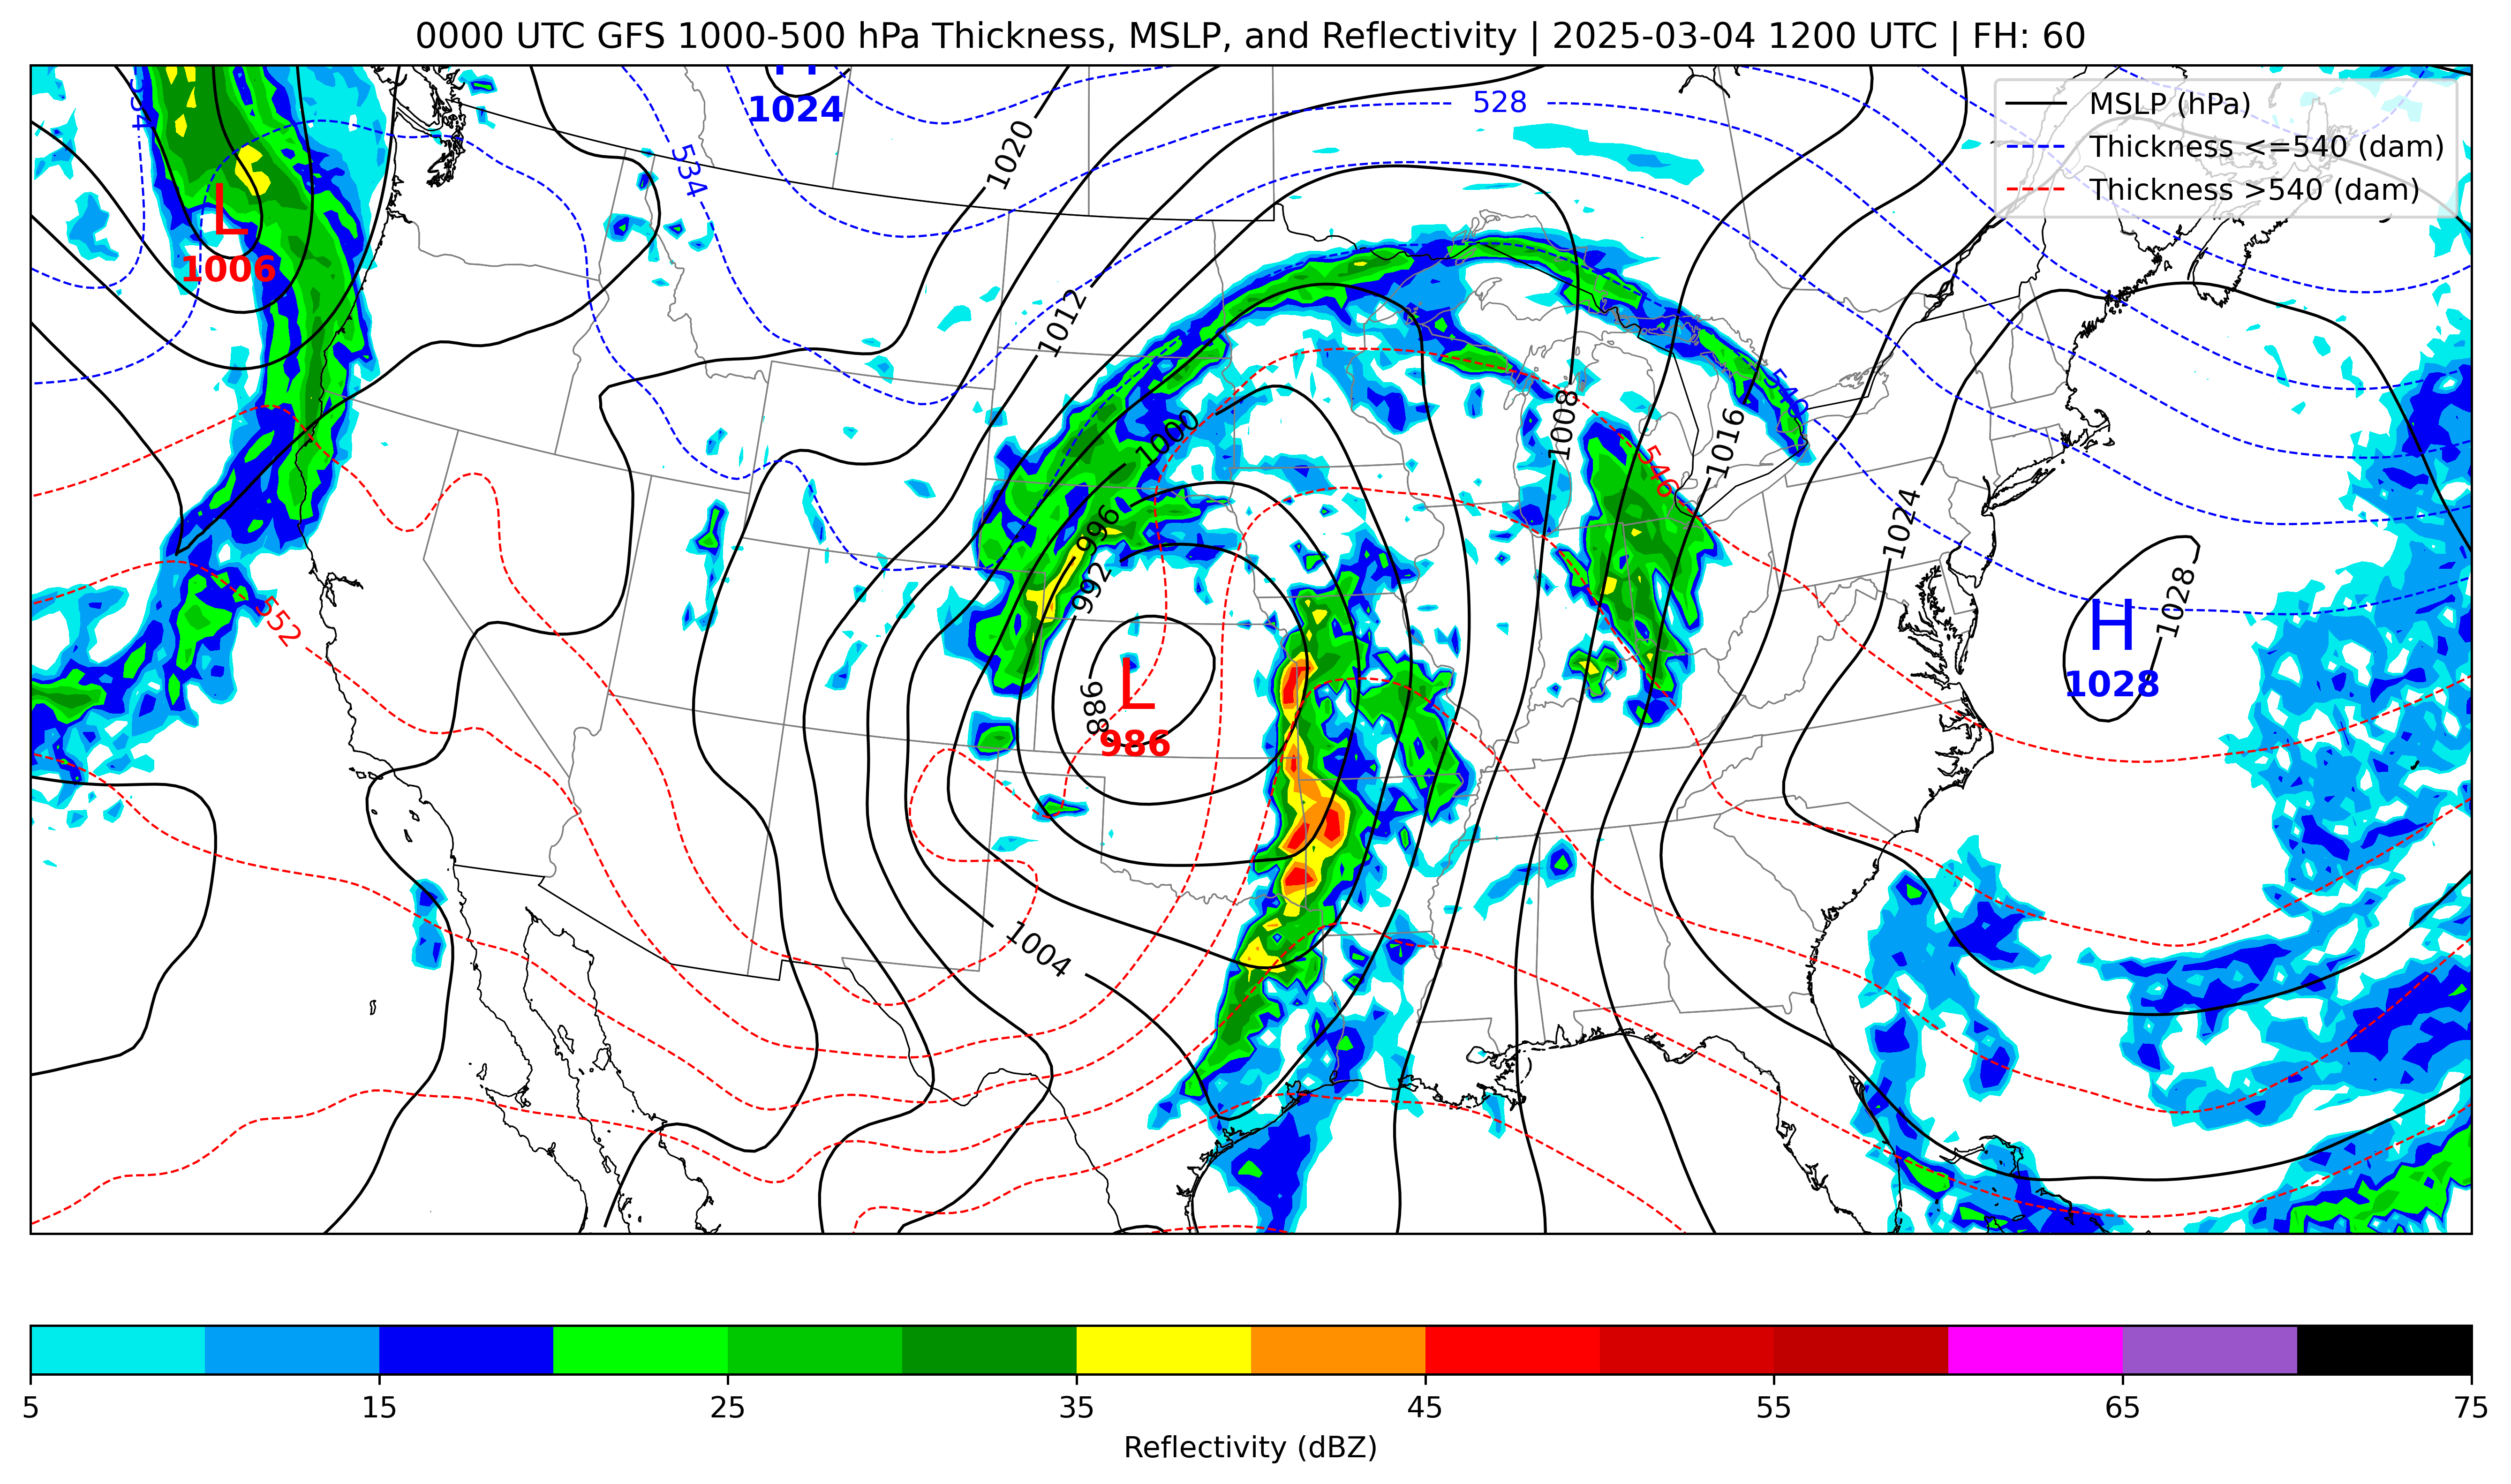 0000 UTC GFS 1000-500 hPa Thickness, MSLP, and Reflectivity | 2025-03-04 1200 UTC | FH: 60
MSLP (hPa)
Thickness <=540 (dam)
Thickness >540 (dam)
H
1024
528
534
534
1020
L
1006
1012
540
1000
1008
1016
546
996
1024
992
552
H
1028
1028
L
986
988
1004
5 15 25 35 45 55 65 75
Reflectivity (dBZ)